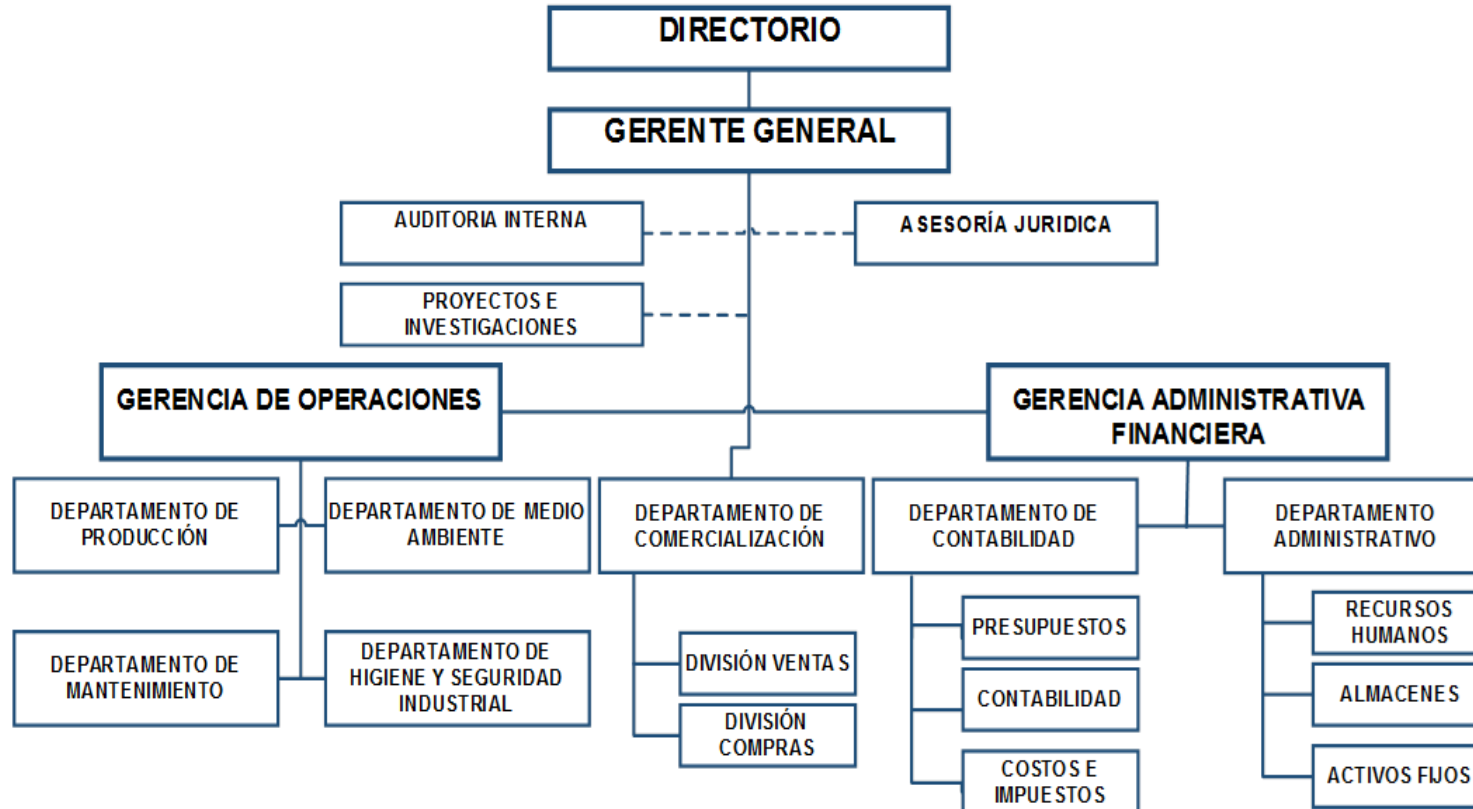 DIRECTORIO
GERENTE GENERAL
AUDITORIA INTERNA
ASESORÍA JURIDICA
PROYECTOS E
INVESTIGACIONES
GERENCIA DE OPERACIONES
GERENCIA ADMINISTRATIVA
FINANCIERA
DEPARTAMENTO DE
PRODUCCIÓN
DEPARTAMENTO DE MEDIO
AMBIENTE
DEPARTAMENTO DE
COMERCIALIZACIÓN
DEPARTAMENTO DE
CONTABILIDAD
DEPARTAMENTO
ADMINISTRATIVO
DEPARTAMENTO DE
MANTENIMIENTO
DEPARTAMENTO DE
HIGIENE Y SEGURIDAD
INDUSTRIAL
DIVISIÓN VENTAS
DIVISIÓN
COMPRAS
PRESUPUESTOS
CONTABILIDAD
COSTOS E
IMPUESTOS
RECURSOS
HUMANOS
ALMACENES
ACTIVOS FIJOS